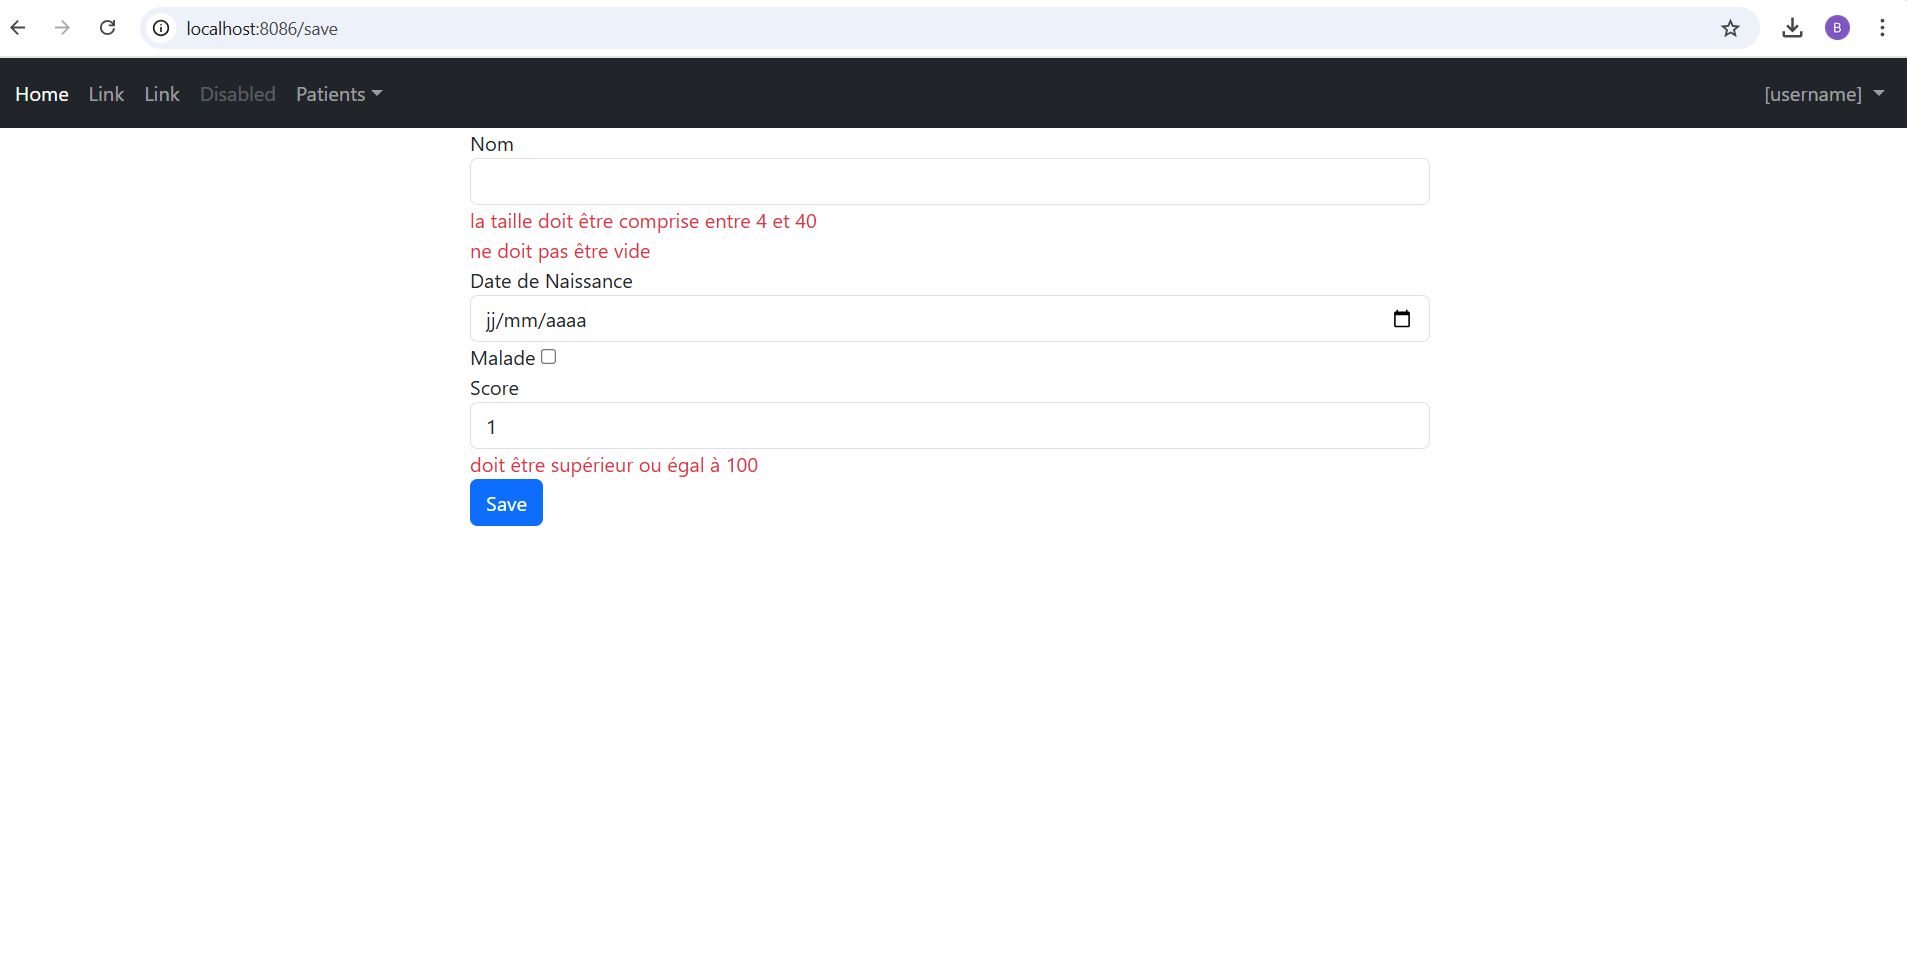 localhost:8086/save
B
Home Link Link Disabled Patients [username]
Nom
la taille doit être comprise entre 4 et 40
ne doit pas être vide
Date de Naissance
jj/mm/aaaa
Malade
Score
1
doit être supérieur ou égal à 100
Save